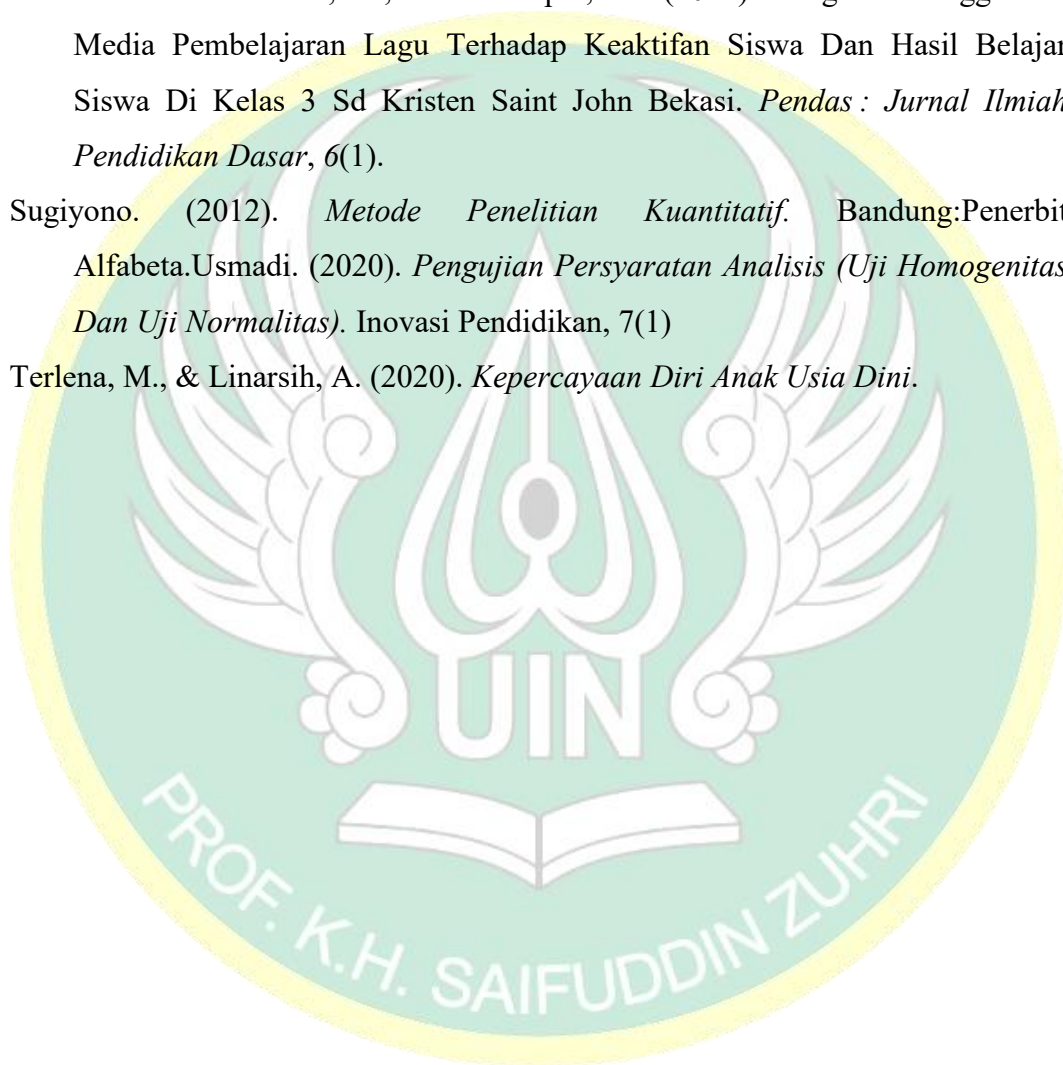 Media Pembelajaran Lagu Terhadap Keaktifan Siswa Dan Hasil Belajar
Siswa Di Kelas 3 Sd Kristen Saint John Bekasi. Pendas : Jurnal Ilmiah
Pendidikan Dasar, 6(1).
Sugiyono. (2012). Metode Penelitian Kuantitatif. Bandung:Penerbit
Alfabeta.Usmadi. (2020). Pengujian Persyaratan Analisis (Uji Homogenitas
Dan Uji Normalitas). Inovasi Pendidikan, 7(1)
Terlena, M., & Linarsih, A. (2020). Kepercayaan Diri Anak Usia Dini.
UIN
PROF. K.H. SAIFUDDIN ZUHRI